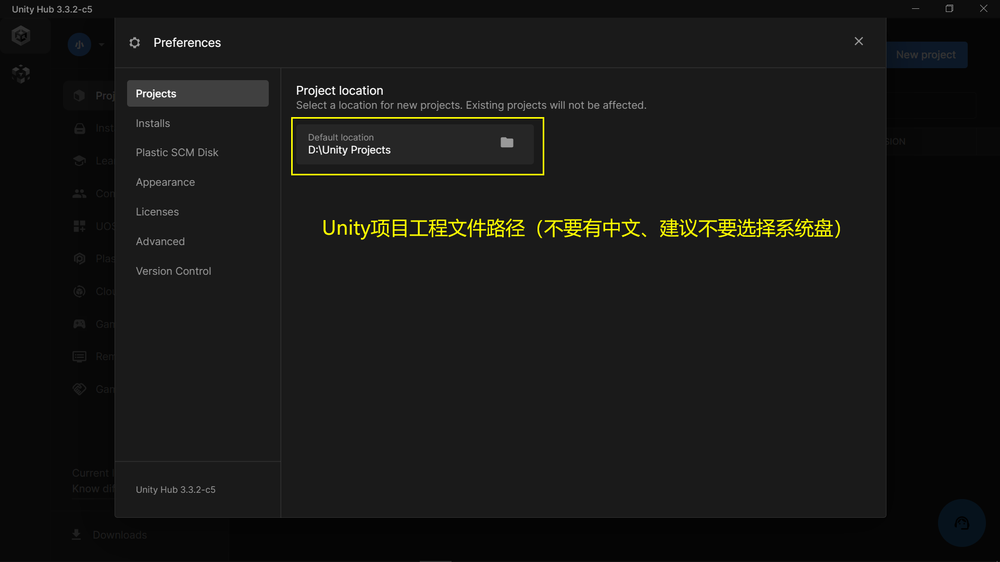 Unity Hub 3.3.2-c5
Preferences
New project
Projects
Installs
Plastic SCM Disk
Appearance
Licenses
Advanced
Version Control
Unity Hub 3.3.2-c5
Project location
Select a location for new projects. Existing projects will not be affected.
Default location
D:\Unity Projects
Unity项目工程文件路径（不要有中文、建议不要选择系统盘）
Proj
Inst
Lea
Con
UOS
Plas
Clou
Gan
Rem
Gan
SION
Current l
Know dif
Downloads